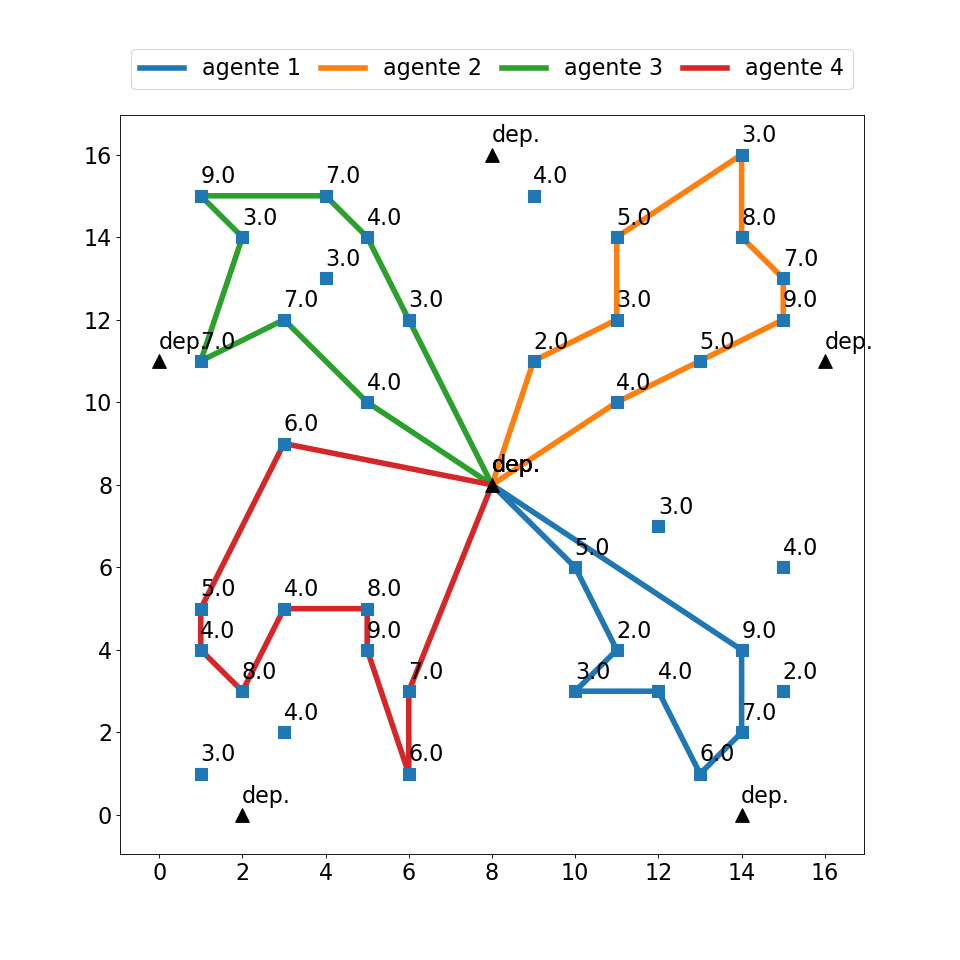 agente 1 agente 2 agente 3 agente 4
dep. 3.0
16
9.0 7.0 4.0
3.0 4.0 5.0 8.0
14
3.0 7.0
7.0 3.0 3.0 9.0
12
dep. 7.0 2.0 5.0 dep.
4.0 4.0
10
6.0
dep.
8
3.0
5.0 4.0
6
5.0 4.0 8.0
4.0 9.0 2.0 9.0
4
8.0 7.0 3.0 4.0 2.0
4.0 7.0
2
3.0 6.0 6.0
dep. dep.
0
0 2 4 6 8 10 12 14 16